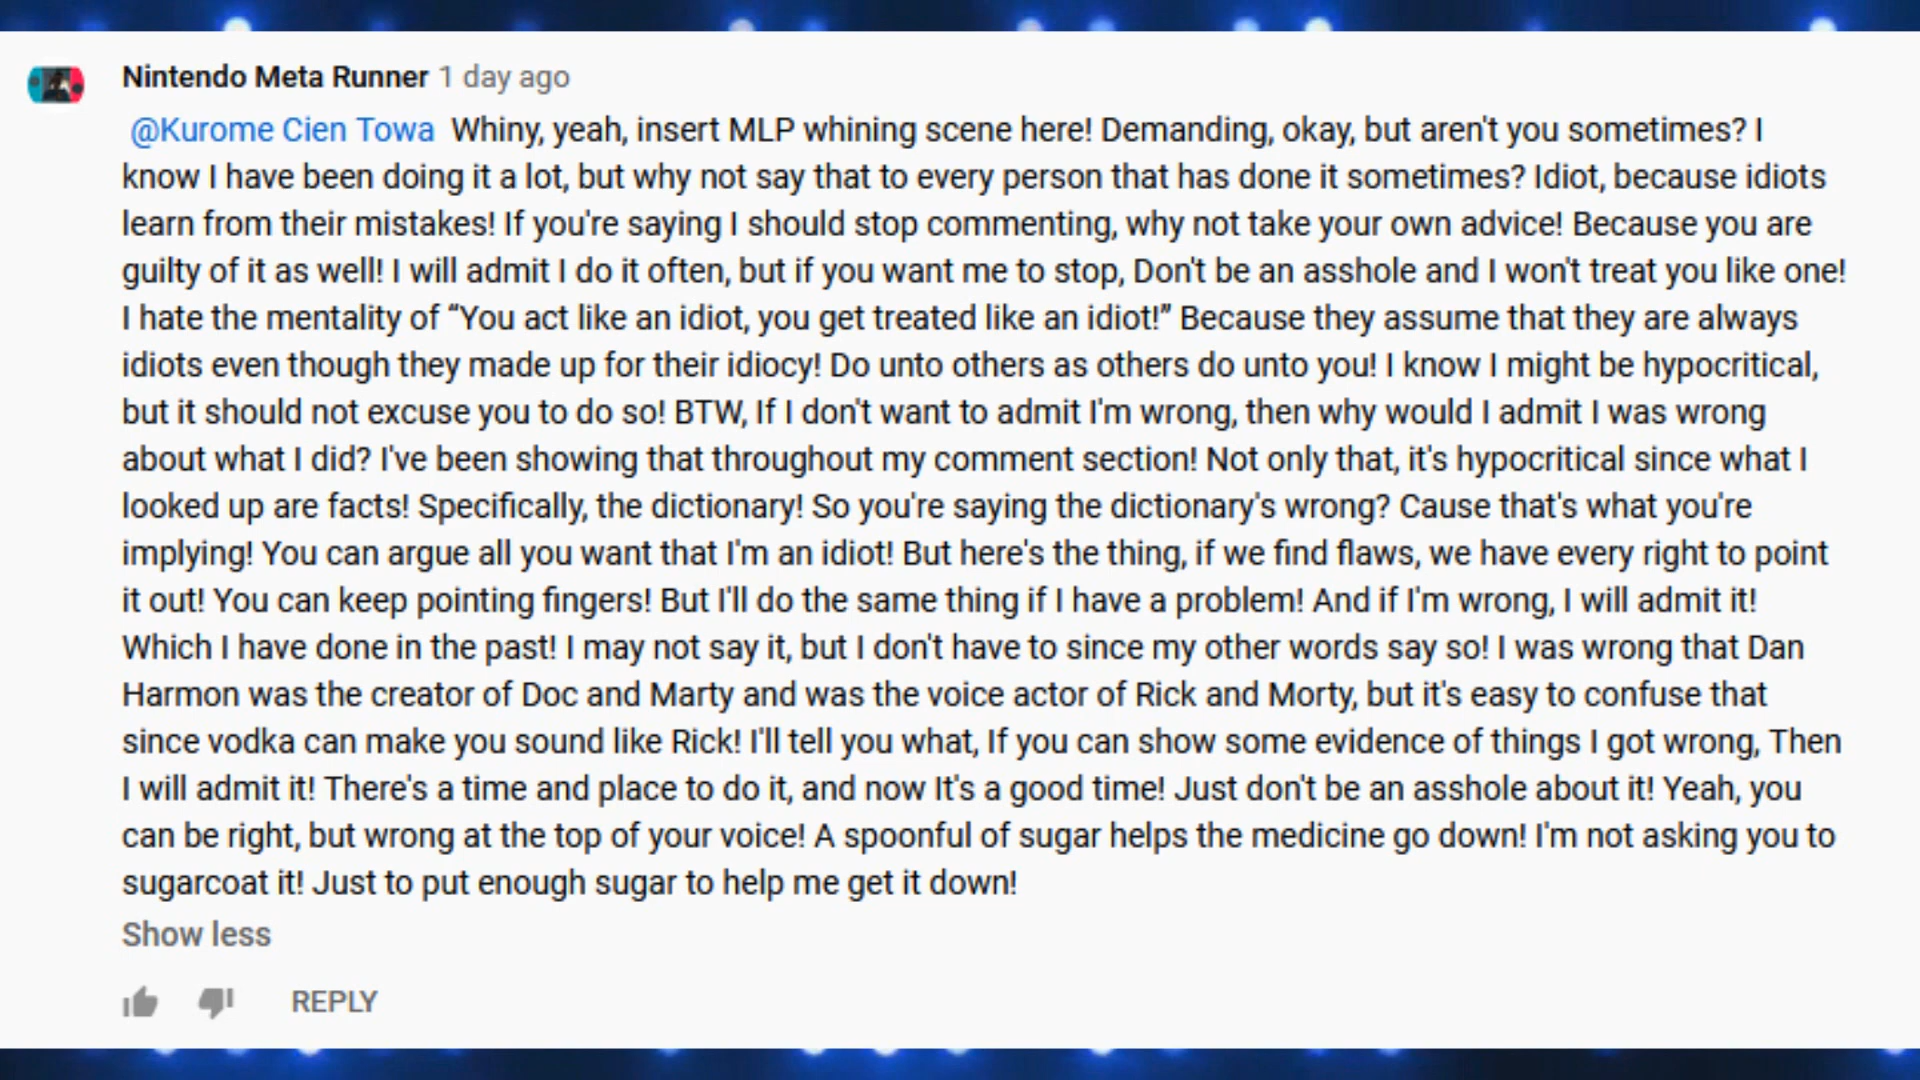 Nintendo Meta Runner 1 day ago
@Kurome Cien Towa Whiny, yeah, insert MLP whining scene here! Demanding, okay, but aren't you sometimes? I
know I have been doing it a lot, but why not say that to every person that has done it sometimes? Idiot, because idiots
learn from their mistakes! If you're saying I should stop commenting, why not take your own advice! Because you are
guilty of it as well! I will admit I do it often, but if you want me to stop, Don't be an asshole and I won't treat you like one!
I hate the mentality of “You act like an idiot, you get treated like an idiot!” Because they assume that they are always
idiots even though they made up for their idiocy! Do unto others as others do unto you! I know I might be hypocritical,
but it should not excuse you to do so! BTW, If I don't want to admit I'm wrong, then why would I admit I was wrong
about what I did? I've been showing that throughout my comment section! Not only that, it's hypocritical since what I
looked up are facts! Specifically, the dictionary! So you're saying the dictionary's wrong? Cause that's what you're
implying! You can argue all you want that I'm an idiot! But here's the thing, if we find flaws, we have every right to point
it out! You can keep pointing fingers! But I'll do the same thing if I have a problem! And if I'm wrong, I will admit it!
Which I have done in the past! I may not say it, but I don't have to since my other words say so! I was wrong that Dan
Harmon was the creator of Doc and Marty and was the voice actor of Rick and Morty, but it's easy to confuse that
since vodka can make you sound like Rick! I'll tell you what, If you can show some evidence of things I got wrong, Then
I will admit it! There's a time and place to do it, and now It's a good time! Just don't be an asshole about it! Yeah, you
can be right, but wrong at the top of your voice! A spoonful of sugar helps the medicine go down! I'm not asking you to
sugarcoat it! Just to put enough sugar to help me get it down!
Show less
REPLY